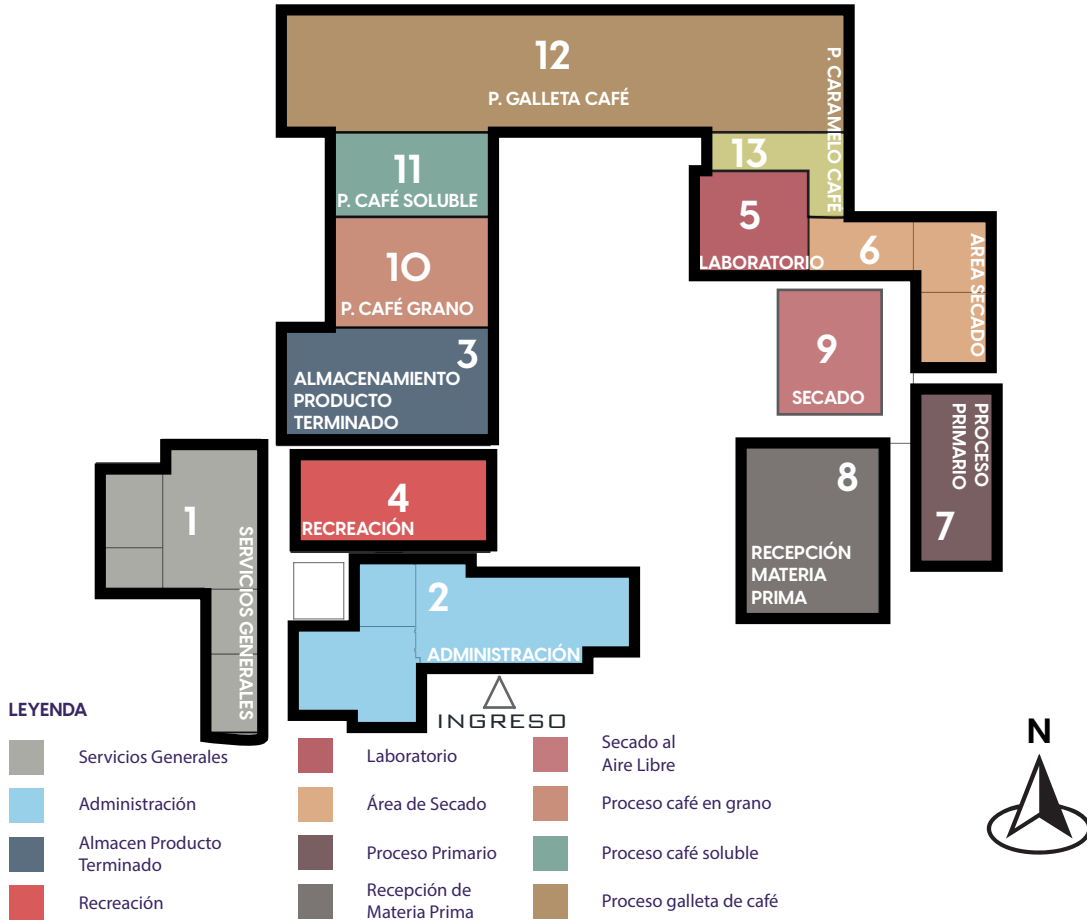 12
P. GALLETA CAFÉ
P. CARAMELO CAFÉ
13
11
P. CAFÉ SOLUBLE
5
LABORATORIO
6
AREA SECADO
10
P. CAFÉ GRANO
3
ALMACENAMIENTO
PRODUCTO
TERMINADO
9
SECADO
PROCESO
PRIMARIO
7
8
RECEPCIÓN
MATERIA
PRIMA
4
RECREACIÓN
1
SERVICIOS GENERALES
2
ADMINISTRACIÓN
INGRESO
N
LEYENDA
Servicios Generales
Administración
Almacen Producto
Terminado
Recreación
Laboratorio
Área de Secado
Proceso Primario
Recepción de
Materia Prima
Secado al
Aire Libre
Proceso café en grano
Proceso café soluble
Proceso galleta de café